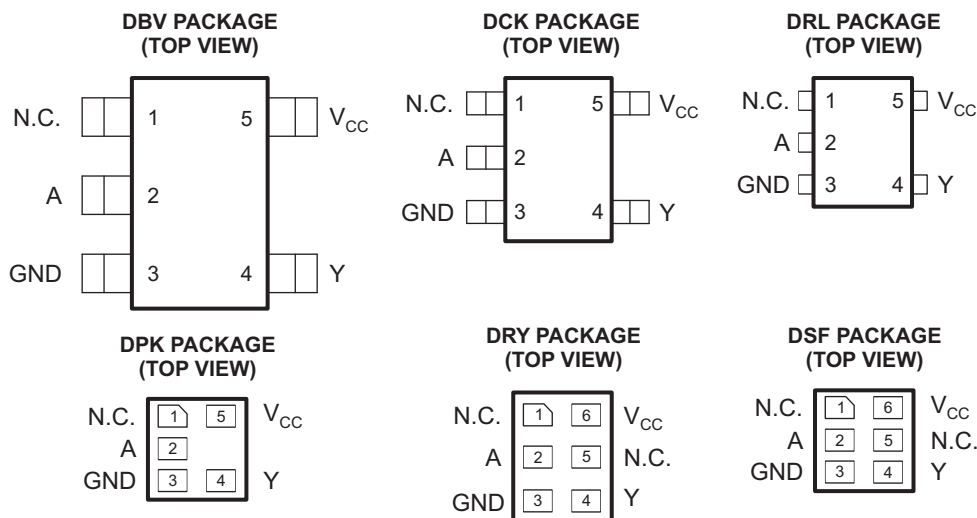 DBV PACKAGE
(TOP VIEW)
N.C. 1 5 VCC
A 2
GND 3 4 Y
DCK PACKAGE
(TOP VIEW)
N.C. 1 5 VCC
A 2
GND 3 4 Y
DRL PACKAGE
(TOP VIEW)
N.C. 1 5 VCC
A 2
GND 3 4 Y
DPK PACKAGE
(TOP VIEW)
N.C. 1 5 VCC
A 2
GND 3 4 Y
DRY PACKAGE
(TOP VIEW)
N.C. 1 6 VCC
A 2 5 N.C.
GND 3 4 Y
DSF PACKAGE
(TOP VIEW)
N.C. 1 6 VCC
A 2 5 N.C.
GND 3 4 Y